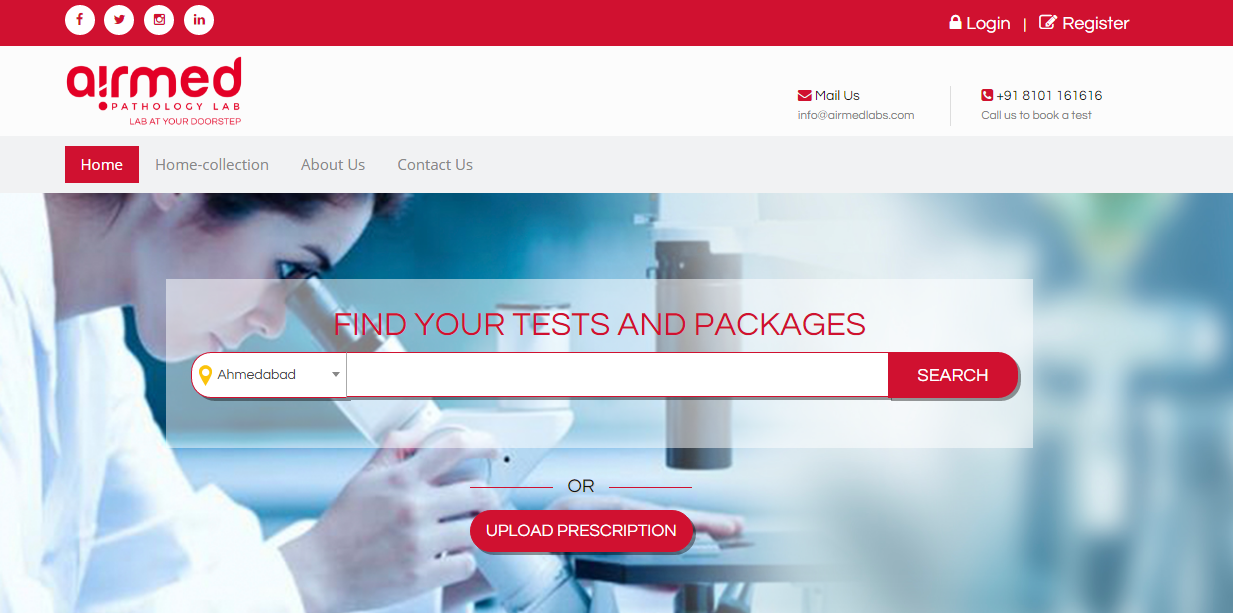 Login | Register
airmed
PATHOLOGY LAB
LAB AT YOUR DOORSTEP
Mail Us
info@airmedlabs.com
+91 8101 161616
Call us to book a test
Home Home-collection About Us Contact Us
FIND YOUR TESTS AND PACKAGES
Ahmedabad SEARCH
OR
UPLOAD PRESCRIPTION